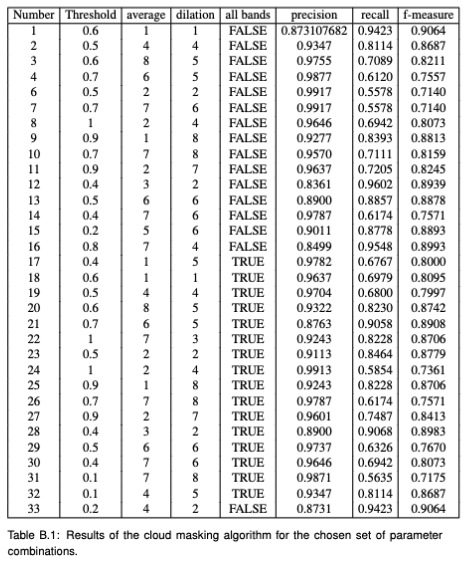 Number Threshold average dilation all bands precision recall f-measure
1 0.6 1 1 FALSE 0.873107682 0.9423 0.9064
2 0.5 4 4 FALSE 0.9347 0.8114 0.8687
3 0.6 8 5 FALSE 0.9755 0.7089 0.8211
4 0.7 6 5 FALSE 0.9877 0.6120 0.7557
6 0.5 2 2 FALSE 0.9917 0.5578 0.7140
7 0.7 7 6 FALSE 0.9917 0.5578 0.7140
8 1 2 4 FALSE 0.9646 0.6942 0.8073
9 0.9 1 8 FALSE 0.9277 0.8393 0.8813
10 0.7 7 8 FALSE 0.9570 0.7111 0.8159
11 0.9 2 7 FALSE 0.9637 0.7205 0.8245
12 0.4 3 2 FALSE 0.8361 0.9602 0.8939
13 0.5 6 6 FALSE 0.8900 0.8857 0.8878
14 0.4 7 6 FALSE 0.9787 0.6174 0.7571
15 0.2 5 6 FALSE 0.9011 0.8778 0.8893
16 0.8 7 4 FALSE 0.8499 0.9548 0.8993
17 0.4 1 5 TRUE 0.9782 0.6767 0.8000
18 0.6 1 1 TRUE 0.9637 0.6979 0.8095
19 0.5 4 4 TRUE 0.9704 0.6800 0.7997
20 0.6 8 5 TRUE 0.9322 0.8230 0.8742
21 0.7 6 5 TRUE 0.8763 0.9058 0.8908
22 1 7 3 TRUE 0.9243 0.8228 0.8706
23 0.5 2 2 TRUE 0.9113 0.8464 0.8779
24 1 2 4 TRUE 0.9913 0.5854 0.7361
25 0.9 1 8 TRUE 0.9243 0.8228 0.8706
26 0.7 7 8 TRUE 0.9787 0.6174 0.7571
27 0.9 2 7 TRUE 0.9601 0.7487 0.8413
28 0.4 3 2 TRUE 0.8900 0.9068 0.8983
29 0.5 6 6 TRUE 0.9737 0.6326 0.7670
30 0.4 7 6 TRUE 0.9646 0.6942 0.8073
31 0.1 7 8 TRUE 0.9871 0.5635 0.7175
32 0.1 4 5 TRUE 0.9347 0.8114 0.8687
33 0.2 4 2 FALSE 0.8731 0.9423 0.9064
Table B.1: Results of the cloud masking algorithm for the chosen set of parameter
combinations.